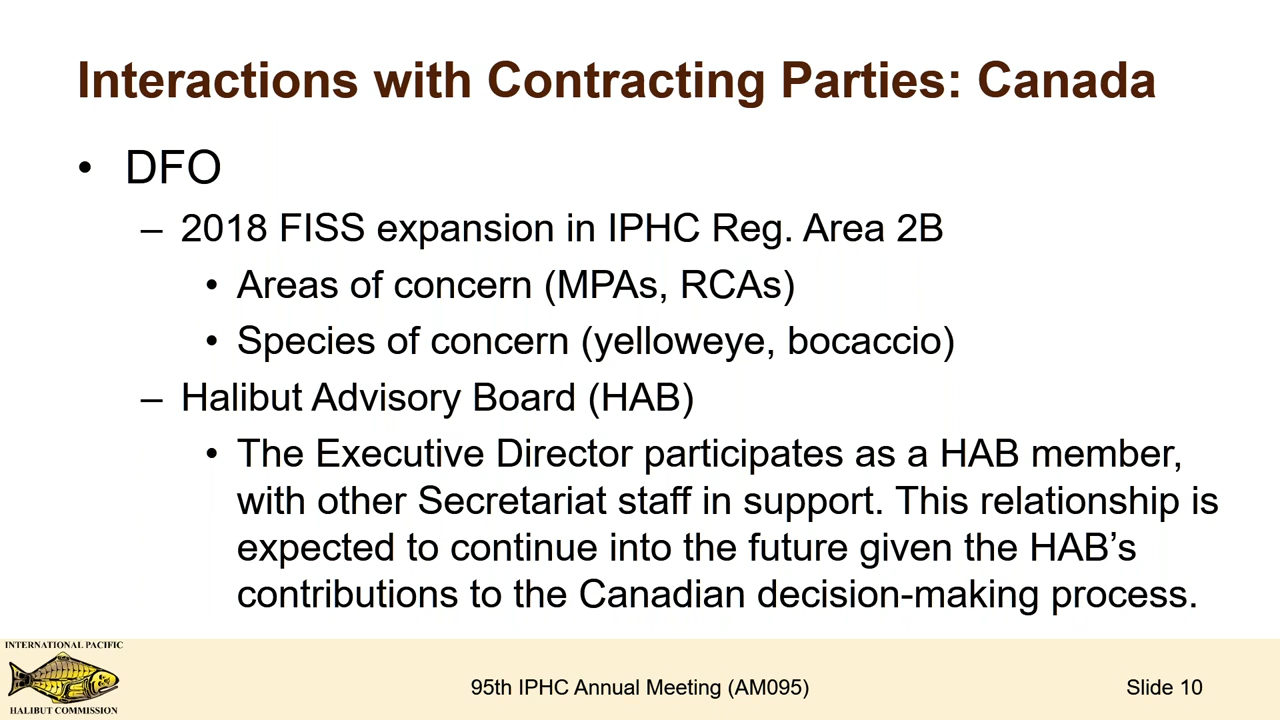 Interactions with Contracting Parties: Canada
• DFO
– 2018 FISS expansion in IPHC Reg. Area 2B
• Areas of concern (MPAs, RCAs)
• Species of concern (yelloweye, bocaccio)
– Halibut Advisory Board (HAB)
• The Executive Director participates as a HAB member,
with other Secretariat staff in support. This relationship is
expected to continue into the future given the HAB’s
contributions to the Canadian decision-making process.
INTERNATIONAL PACIFIC
HALIBUT COMMISSION
95th IPHC Annual Meeting (AM095)
Slide 10